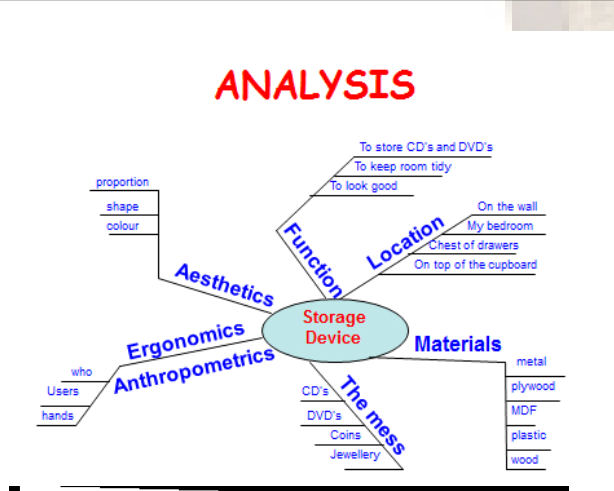 ANALYSIS
To store CD's and DVD's
To keep room tidy
To look good
Function
On the wall
My bedroom
Chest of drawers
On top of the cupboard
Location
proportion
shape
colour
Aesthetics
Storage
Device
Ergonomics
Anthropometrics
who
Users
hands
The mess
CD's
DVD's
Coins
Jewellery
Materials
metal
plywood
MDF
plastic
wood